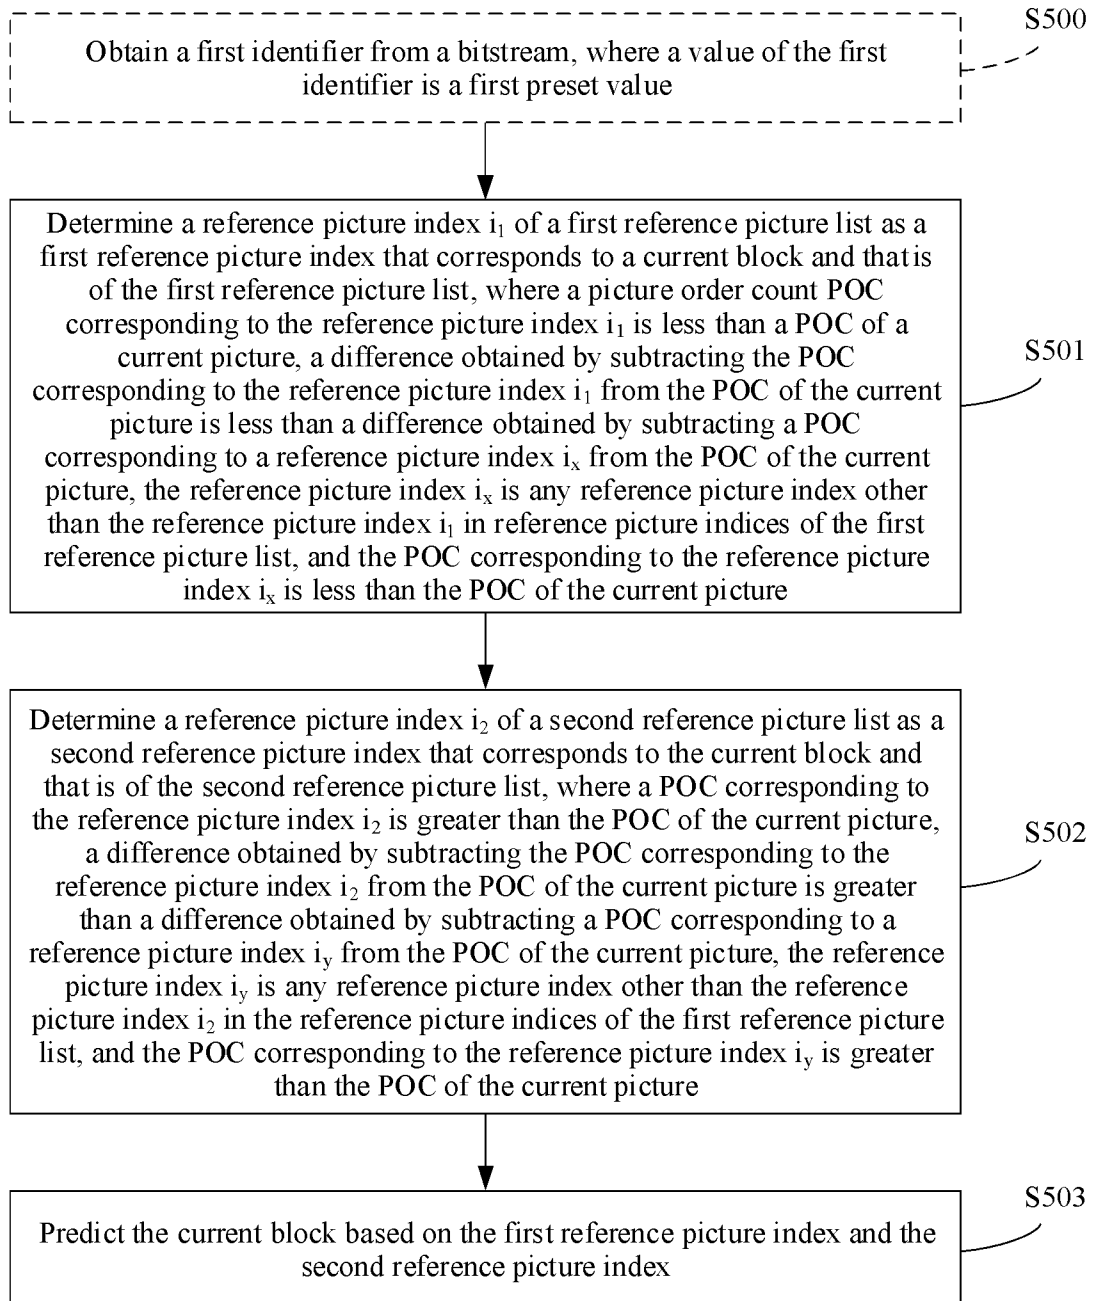 S500
Obtain a first identifier from a bitstream, where a value of the first
identifier is a first preset value
Determine a reference picture index i₁ of a first reference picture list as a
first reference picture index that corresponds to a current block and that is
of the first reference picture list, where a picture order count POC
corresponding to the reference picture index i₁ is less than a POC of a
current picture, a difference obtained by subtracting the POC
corresponding to the reference picture index i₁ from the POC of the current
picture is less than a difference obtained by subtracting a POC
corresponding to a reference picture index iₓ from the POC of the current
picture, the reference picture index iₓ is any reference picture index other
than the reference picture index i₁ in reference picture indices of the first
reference picture list, and the POC corresponding to the reference picture
index iₓ is less than the POC of the current picture
S501
Determine a reference picture index i₂ of a second reference picture list as a
second reference picture index that corresponds to the current block and
that is of the second reference picture list, where a POC corresponding to
the reference picture index i₂ is greater than the POC of the current picture,
a difference obtained by subtracting the POC corresponding to the
reference picture index i₂ from the POC of the current picture is greater
than a difference obtained by subtracting a POC corresponding to a
reference picture index iy from the POC of the current picture, the reference
picture index iy is any reference picture index other than the reference
picture index i₂ in the reference picture indices of the first reference picture
list, and the POC corresponding to the reference picture index iy is greater
than the POC of the current picture
S502
S503
Predict the current block based on the first reference picture index and the
second reference picture index